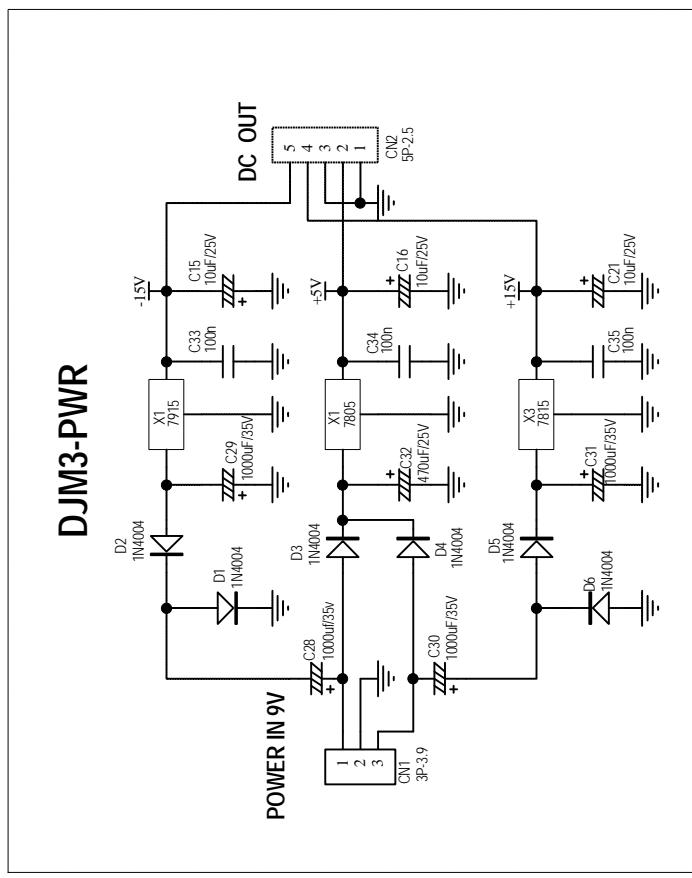 DJM3-PWR
POWER IN 9V
DC OUT
-15V
C15
10uF/25V
C33
100n
X1
7915
C29
1000uF/35V
D2
1N4004
D1
1N4004
C28
1000uf/35v
+5V
C16
10uF/25V
C34
100n
X1
7805
C32
470uF/25V
D3
1N4004
D4
1N4004
C30
1000uF/35V
+15V
C21
10uF/25V
C35
100n
X3
7815
C31
1000uF/35V
D5
1N4004
D6
1N4004
1
2
3
CN1
3P-3.9
5
4
3
2
1
CN2
5P-2.5
+
+
+
+
+
+
+
+